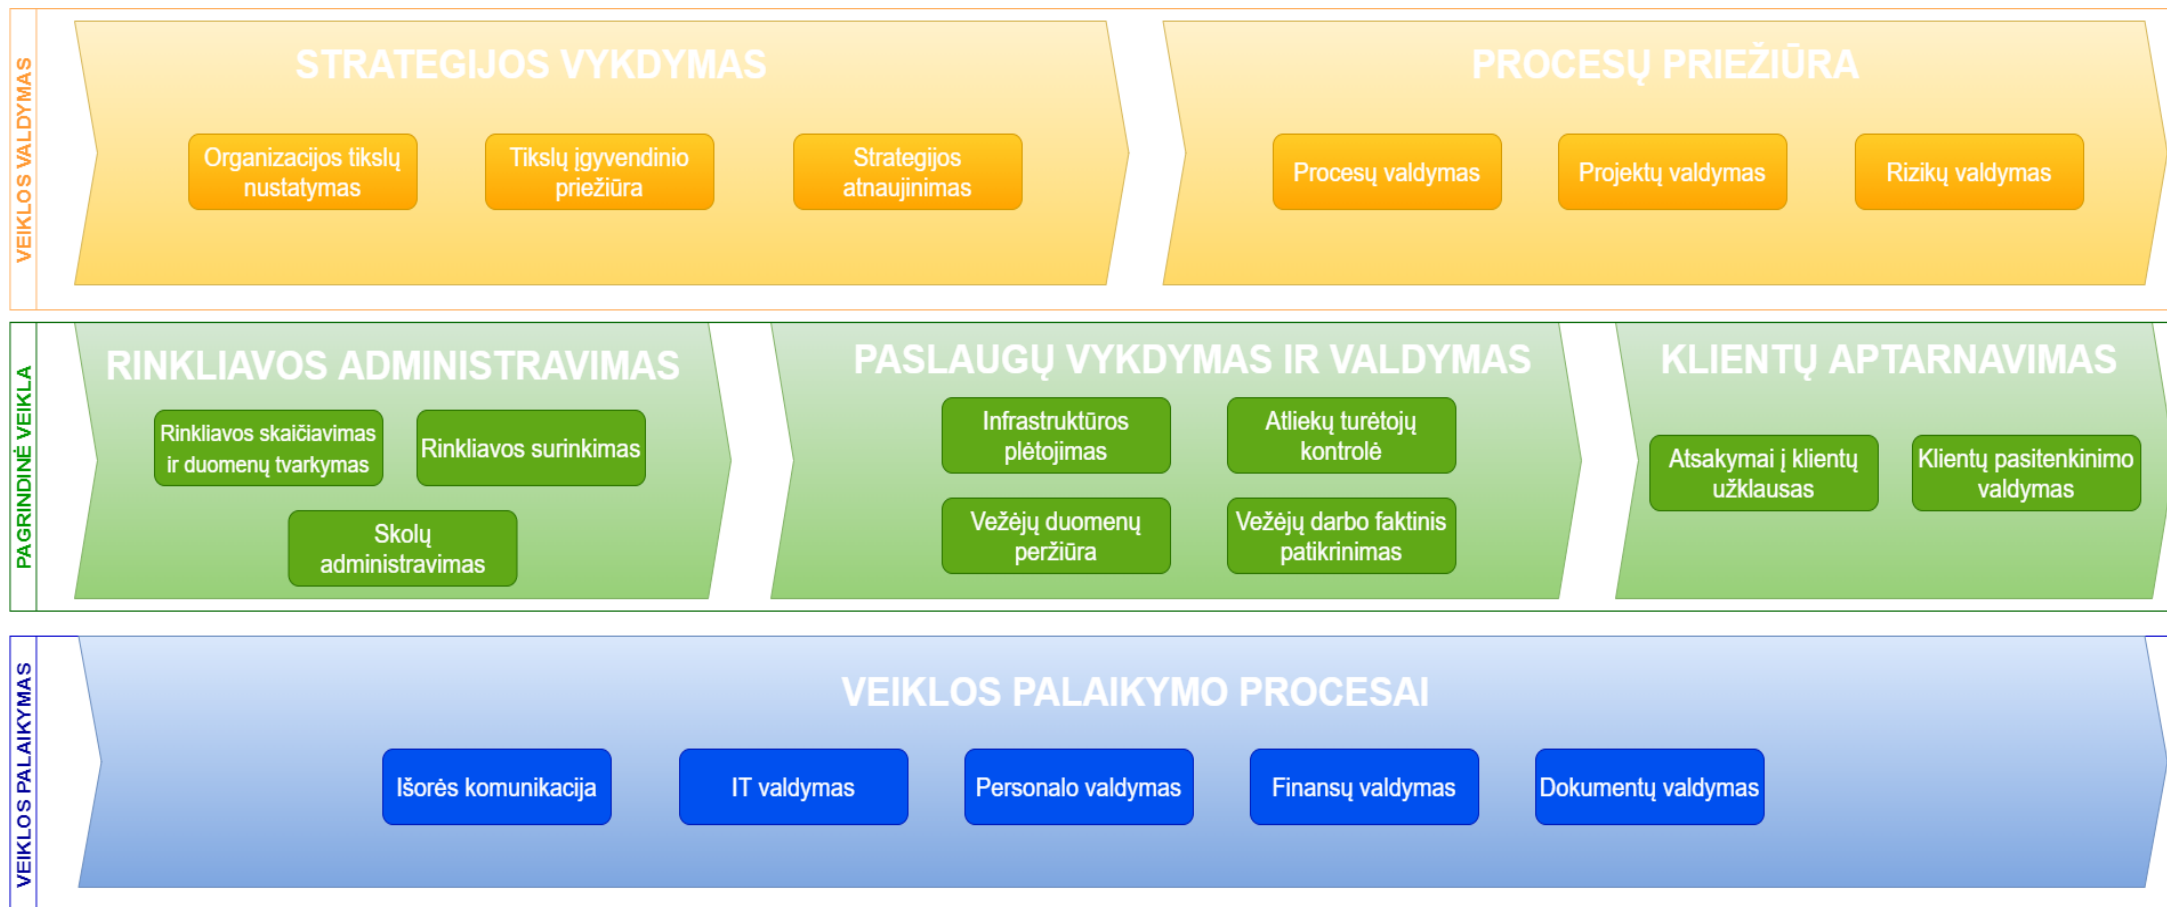 VEIKLOS VALDYMAS
STRATEGIJOS VYKDYMAS
Organizacijos tikslų
nustatymas
Tikslų įgyvendinio
priežiūra
Strategijos
atnaujinimas
PROCESŲ PRIEŽIŪRA
Procesų valdymas
Projektų valdymas
Rizikų valdymas
PAGRINDINĖ VEIKLA
RINKLIAVOS ADMINISTRAVIMAS
Rinkliavos skaičiavimas
ir duomenų tvarkymas
Rinkliavos surinkimas
Skolų
administravimas
PASLAUGŲ VYKDYMAS IR VALDYMAS
Infrastruktūros
plėtojimas
Atliekų turėtojų
kontrolė
Vežėjų duomenų
peržiūra
Vežėjų darbo faktinis
patikrinimas
KLIENTŲ APTARNAVIMAS
Atsakymai į klientų
užklausas
Klientų pasitenkinimo
valdymas
VEIKLOS PALAIKYMAS
VEIKLOS PALAIKYMO PROCESAI
Išorės komunikacija
IT valdymas
Personalo valdymas
Finansų valdymas
Dokumentų valdymas